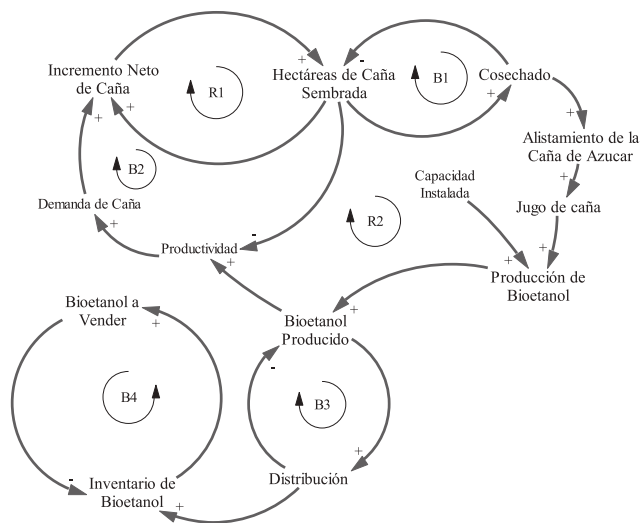 Incremento Neto
de Caña
R1
Hectáreas de Caña
Sembrada
B1
Cosechado
+
+
-
+
+
+
+
B2
Alistamiento de la
Caña de Azucar
Demanda de Caña
+
Capacidad
Instalada
+
Jugo de caña
R2
-
Productividad
+
+
+
+
Producción de
Bioetanol
Bioetanol a
Vender
+
Bioetanol
Producido
+
-
B4
B3
-
Inventario de
Bioetanol
+
Distribución
+